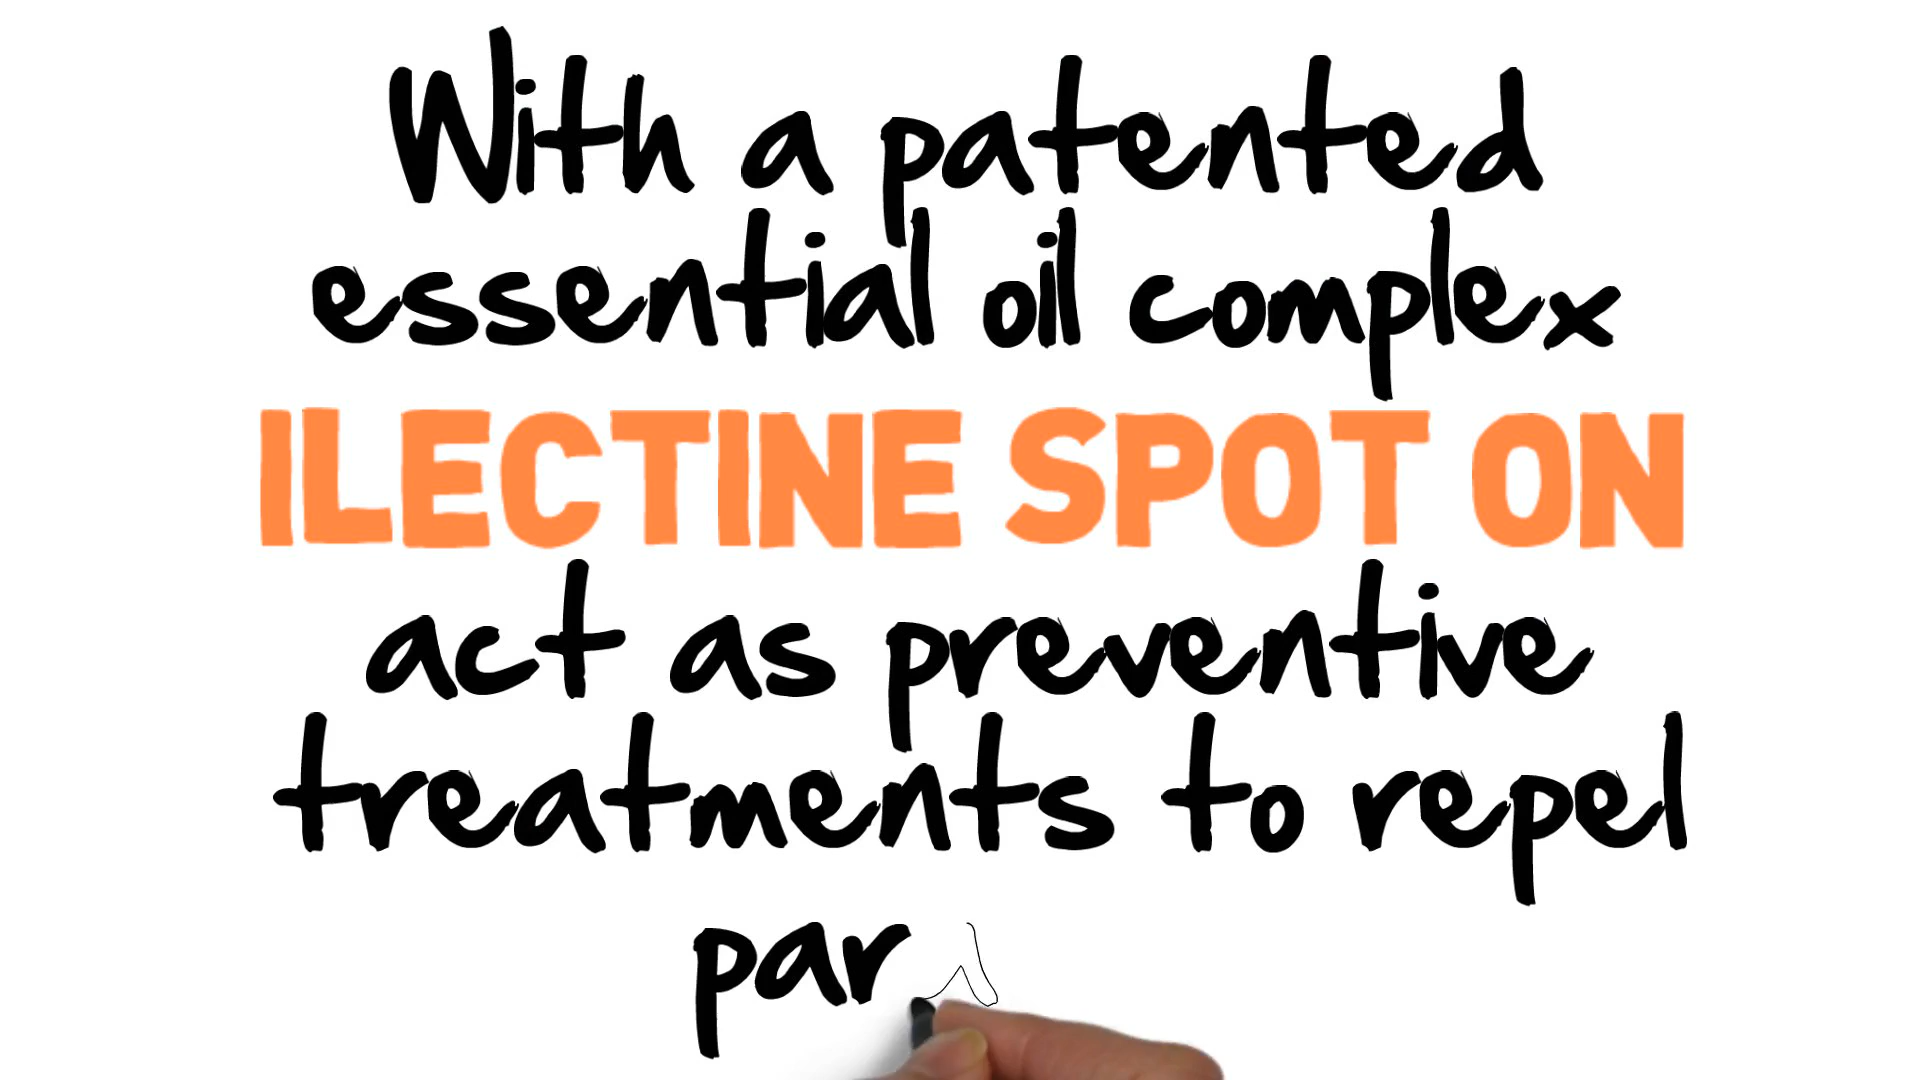 With a patented
essential oil complex
ILECTINE SPOT ON
act as preventive
treatments to repel
par